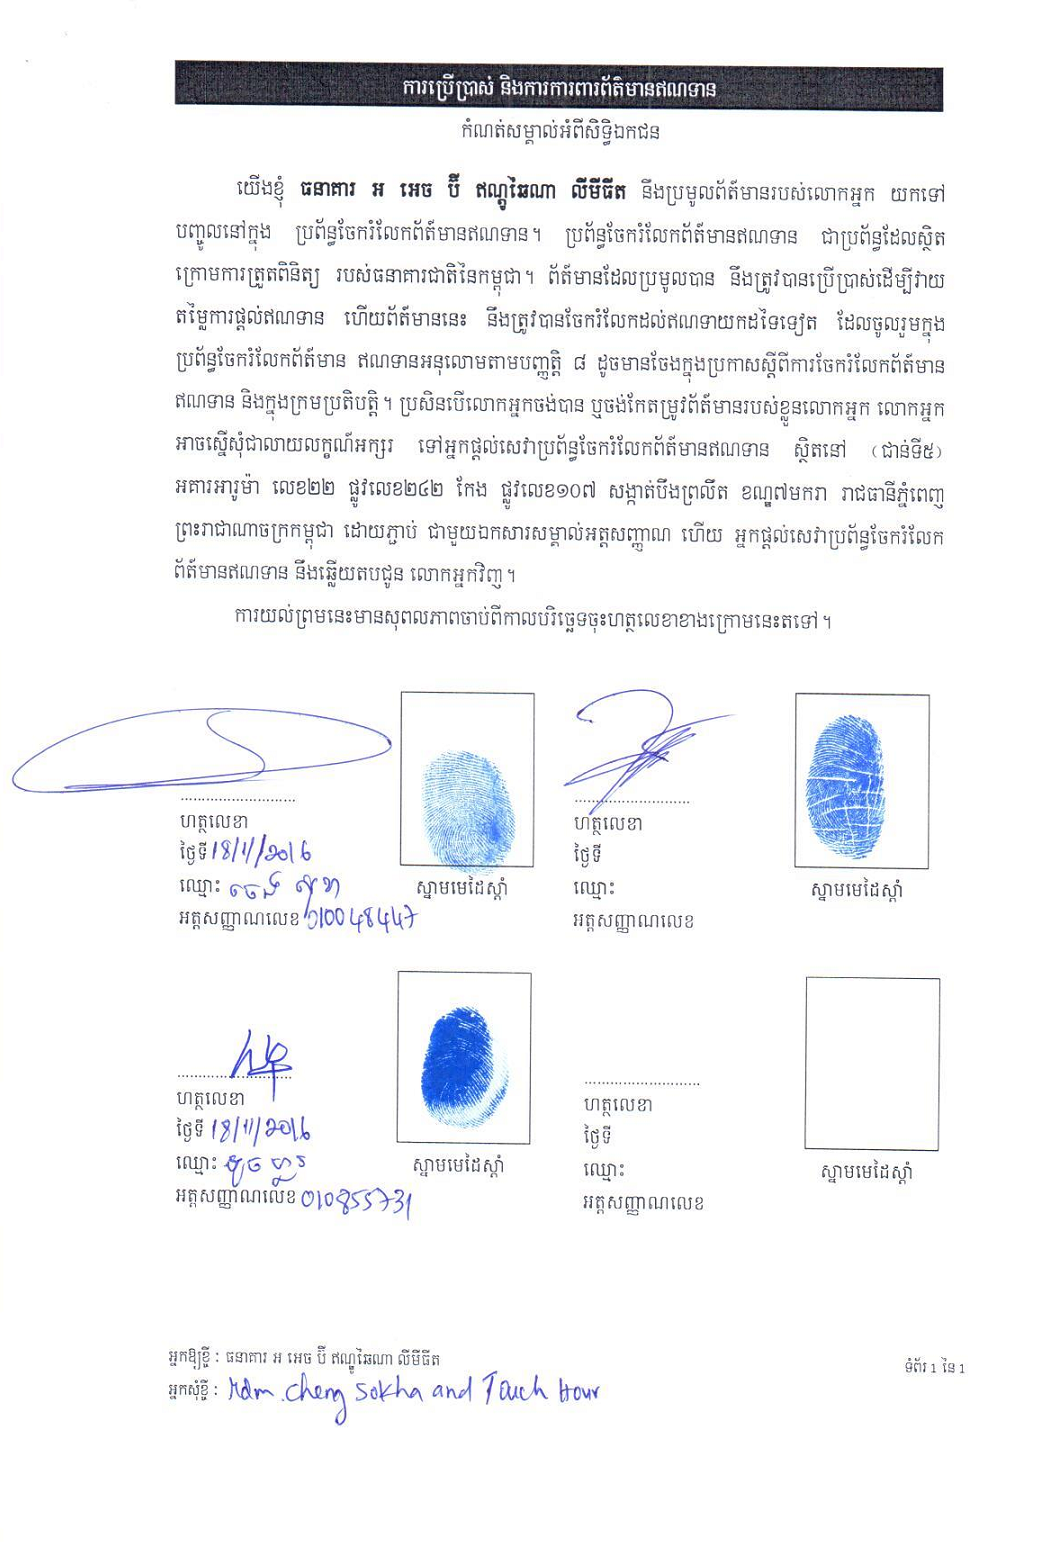 ការប្រើប្រាស់ និងការការពារព័ត៌មានឥណទាន
កំណត់សម្គាល់អំពីសិទ្ធិឯកជន
យើងខ្ញុំ ធនាគារ អ អេច ប៊ី ឥណ្ឌូឆៃណា លីមីធីត នឹងប្រមូលព័ត៌មានរបស់លោកអ្នក យកទៅ
បញ្ចូលនៅក្នុង ប្រព័ន្ធចែករំលែកព័ត៌មានឥណទាន។ ប្រព័ន្ធចែករំលែកព័ត៌មានឥណទាន ជាប្រព័ន្ធដែលស្ថិត
ក្រោមការត្រួតពិនិត្យ របស់ធនាគារជាតិនៃកម្ពុជា។ ព័ត៌មានដែលប្រមូលបាន នឹងត្រូវបានប្រើប្រាស់ដើម្បីវាយ
តម្លៃការផ្តល់ឥណទាន ហើយព័ត៌មាននេះ នឹងត្រូវបានចែករំលែកដល់ឥណទាយកដទៃទៀត ដែលចូលរួមក្នុង
ប្រព័ន្ធចែករំលែកព័ត៌មាន ឥណទានអនុលោមតាមបញ្ញត្តិ ៨ ដូចមានចែងក្នុងប្រកាសស្តីពីការចែករំលែកព័ត៌មាន
ឥណទាន និងក្នុងក្រមប្រតិបត្តិ។ ប្រសិនបើលោកអ្នកចង់បាន ឬចង់កែតម្រូវព័ត៌មានរបស់ខ្លួនលោកអ្នក លោកអ្នក
អាចស្នើសុំជាលាយលក្ខណ៍អក្សរ ទៅអ្នកផ្តល់សេវាប្រព័ន្ធចែករំលែកព័ត៌មានឥណទាន ស្ថិតនៅ (ជាន់ទី៥)
អគារអារូម៉ា លេខ២២ ផ្លូវលេខ២៤២ កែង ផ្លូវលេខ១០៧ សង្កាត់បឹងព្រលឹត ខណ្ឌ៧មករា រាជធានីភ្នំពេញ
ព្រះរាជាណាចក្រកម្ពុជា ដោយភ្ជាប់ ជាមួយឯកសារសម្គាល់អត្តសញ្ញាណ ហើយ អ្នកផ្តល់សេវាប្រព័ន្ធចែករំលែក
ព័ត៌មានឥណទាន នឹងឆ្លើយតបជូន លោកអ្នកវិញ។
ការយល់ព្រមនេះមានសុពលភាពចាប់ពីកាលបរិច្ឆេទចុះហត្ថលេខាខាងក្រោមនេះតទៅ។
ហត្ថលេខា
ថ្ងៃទី 18/11/2016
ឈ្មោះ ចេង សុខា
អត្តសញ្ញាណលេខ 010048447
ស្នាមមេដៃស្តាំ
ហត្ថលេខា
ថ្ងៃទី
ឈ្មោះ
អត្តសញ្ញាណលេខ
ស្នាមមេដៃស្តាំ
ហត្ថលេខា
ថ្ងៃទី 18/11/2016
ឈ្មោះ ទូច ហួរ
អត្តសញ្ញាណលេខ 010855731
ស្នាមមេដៃស្តាំ
ហត្ថលេខា
ថ្ងៃទី
ឈ្មោះ
អត្តសញ្ញាណលេខ
ស្នាមមេដៃស្តាំ
អ្នកឱ្យខ្ចី : ធនាគារ អ អេច ប៊ី ឥណ្ឌូឆៃណា លីមីធីត
អ្នកសុំខ្ចី : Mdm. Cheng Sokha and Touch Hour
ទំព័រ 1 នៃ 1